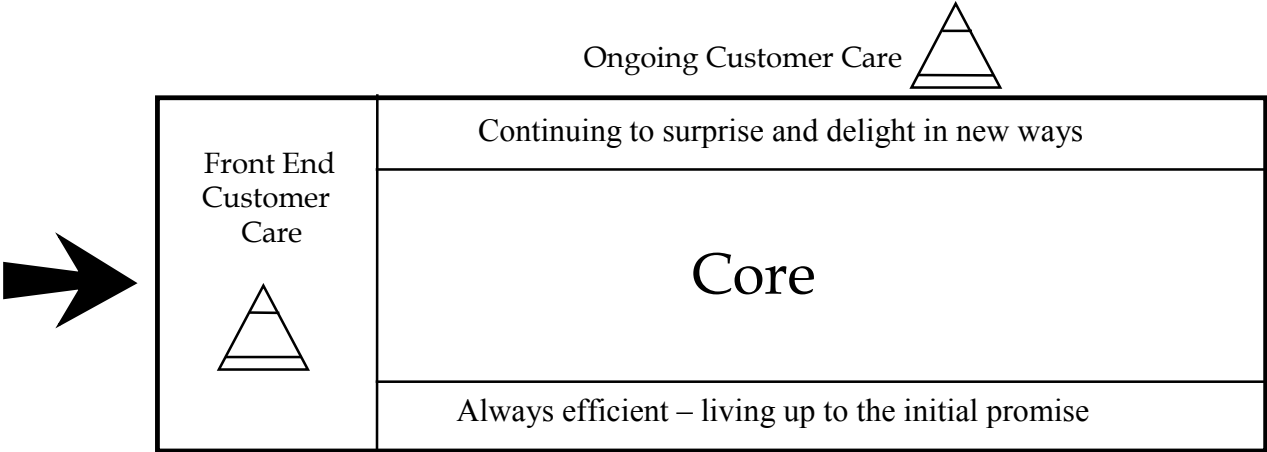 Ongoing Customer Care
Continuing to surprise and delight in new ways
Front End
Customer
Care
Core
Always efficient – living up to the initial promise